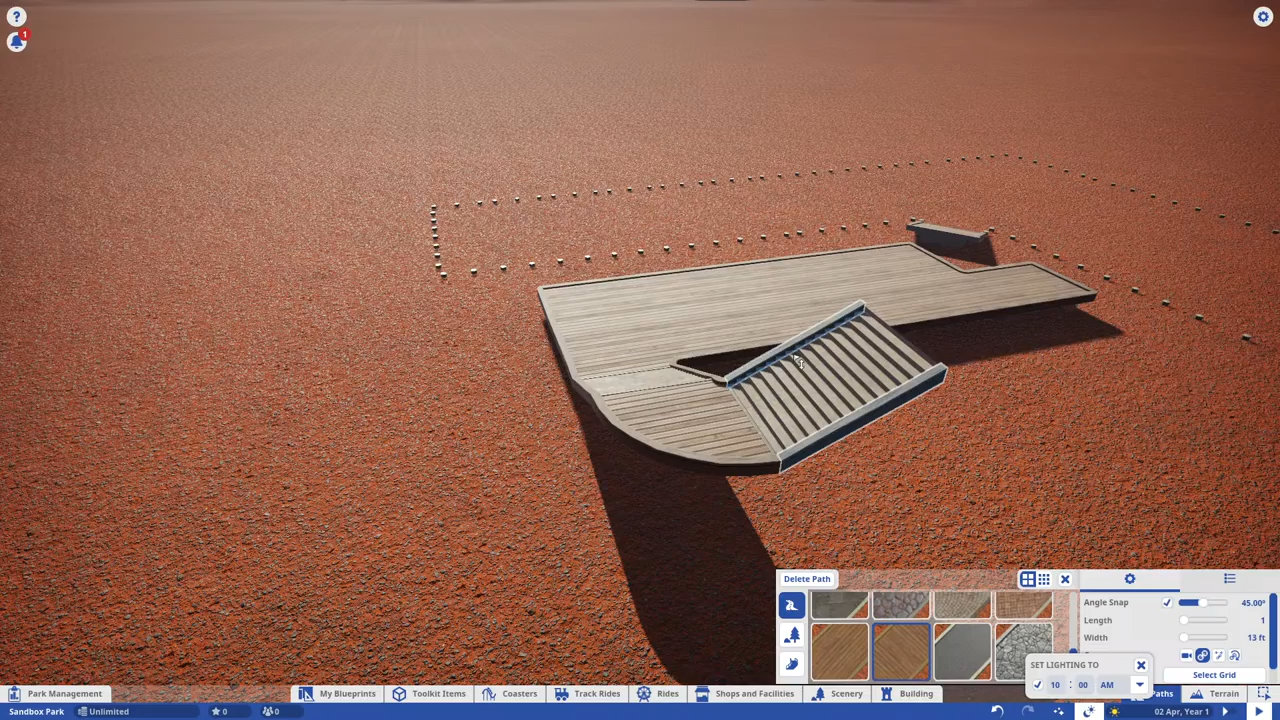 ?
1
Delete Path
Angle Snap 45.00°
Length 1
Width 13 ft
SET LIGHTING TO
10 : 00 AM
Select Grid
Park Management
My Blueprints
Toolkit Items
Coasters
Track Rides
Rides
Shops and Facilities
Scenery
Building
Paths
Terrain
Sandbox Park
Unlimited
0
0
02 Apr, Year 1